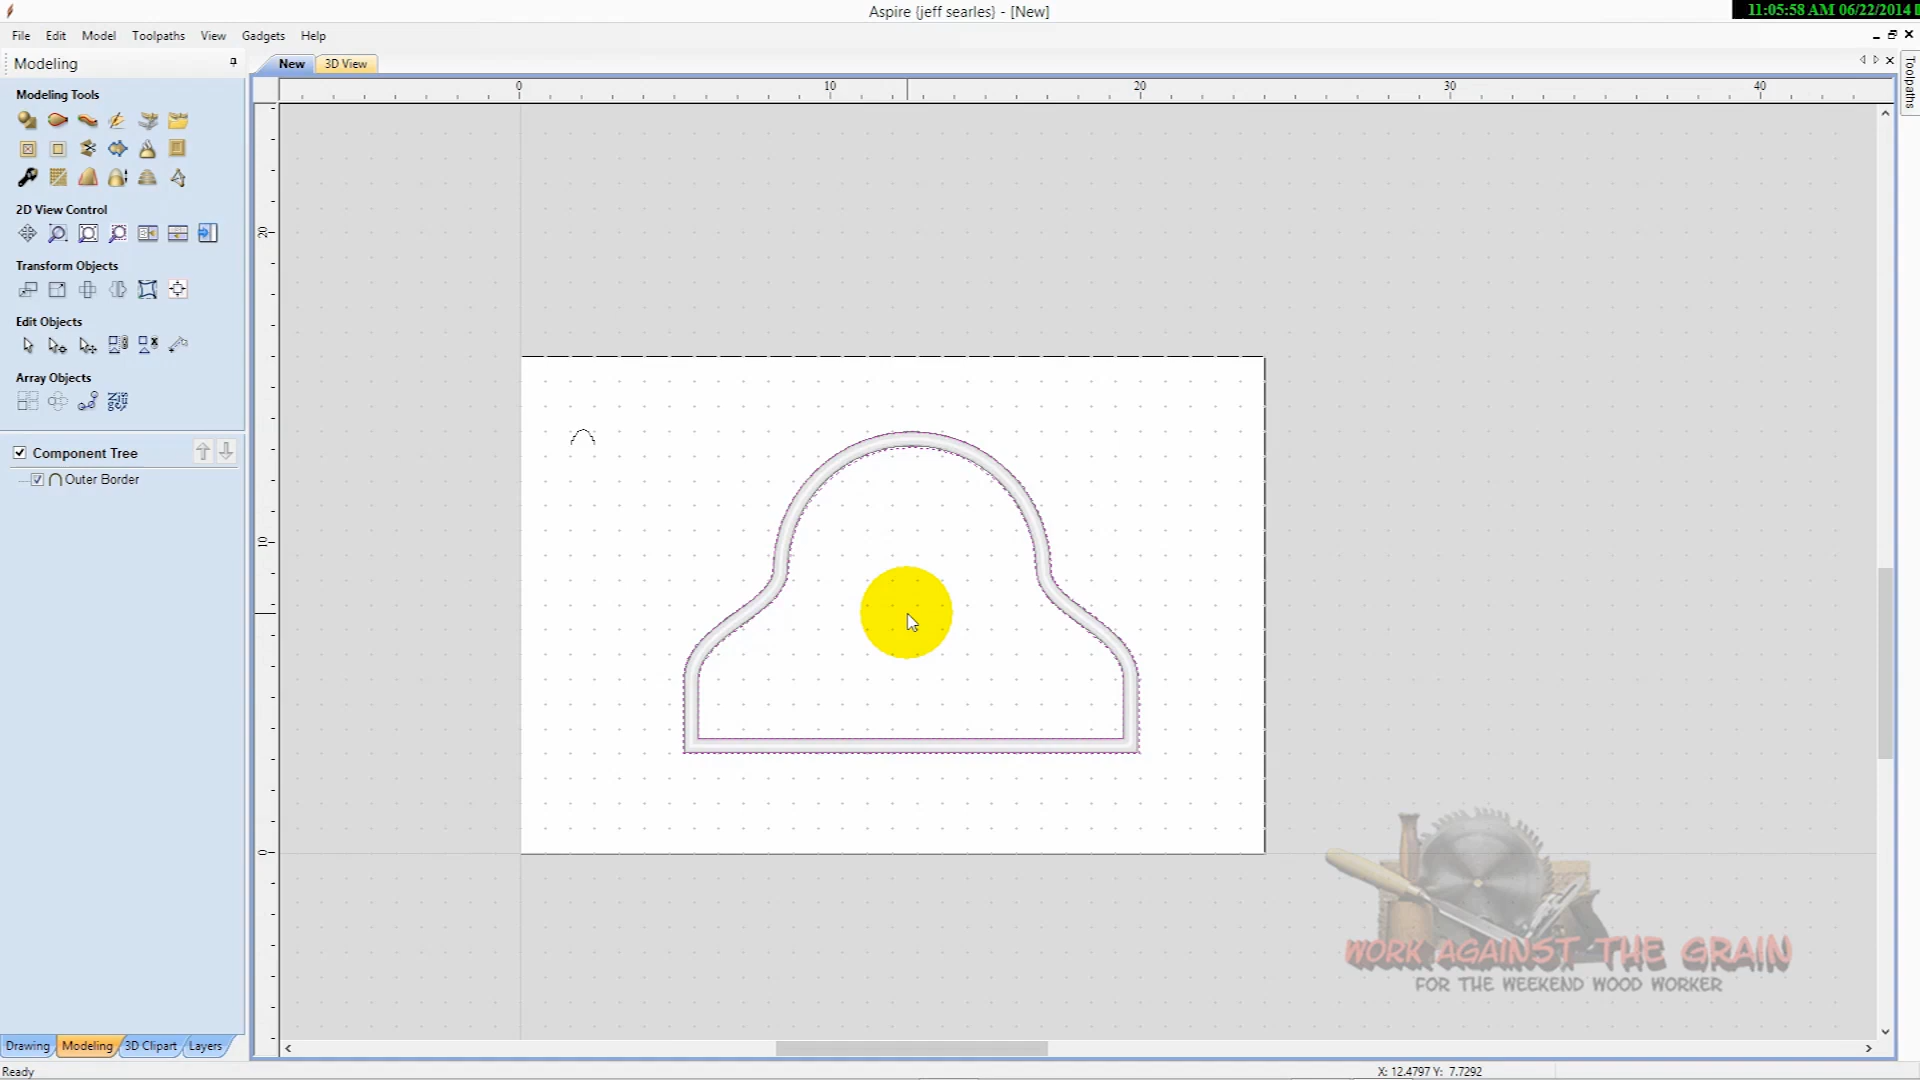 Aspire {jeff searles} - [New]
11:05:58 AM 06/22/2014
File Edit Model Toolpaths View Gadgets Help
Modeling
New 3D View
Toolpaths
Modeling Tools
2D View Control
Transform Objects
Edit Objects
Array Objects
Component Tree
Outer Border
0 10 20 30 40
20
10
0
WORK AGAINST THE GRAIN
FOR THE WEEKEND WOOD WORKER
Drawing Modeling 3D Clipart Layers
Ready
X: 12.4797 Y: 7.7292